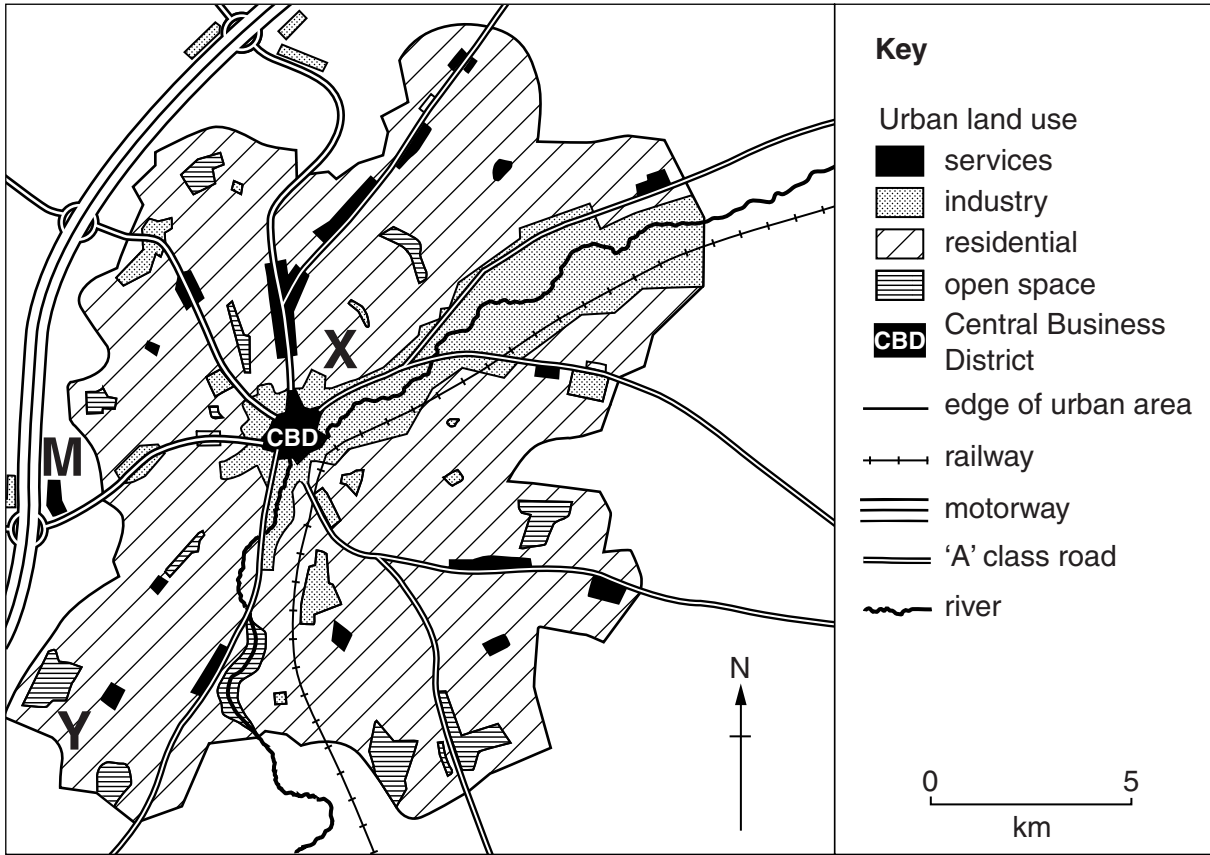 X
CBD
M
Y
N
Key
Urban land use
services
industry
residential
open space
CBD
Central Business
District
edge of urban area
railway
motorway
‘A’ class road
river
0 5
km